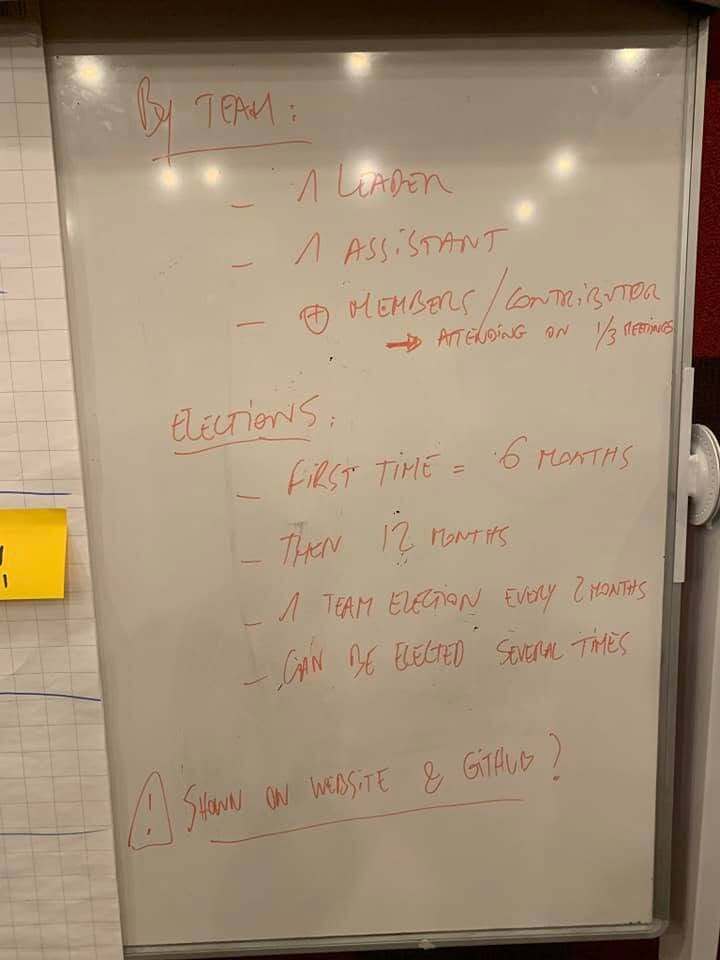 By TEAM:
- 1 LEADER
- 1 ASSISTANT
- ⊕ MEMBERS/CONTRIBUTOR
→ ATTENDING ON 1/3 MEETINGS
ELECTIONS:
- FIRST TIME = 6 MONTHS
- THEN 12 MONTHS
- 1 TEAM ELECTION EVERY 2 MONTHS
- CAN BE ELECTED SEVERAL TIMES
⚠ SHOWN ON WEBSITE & GITHUB?